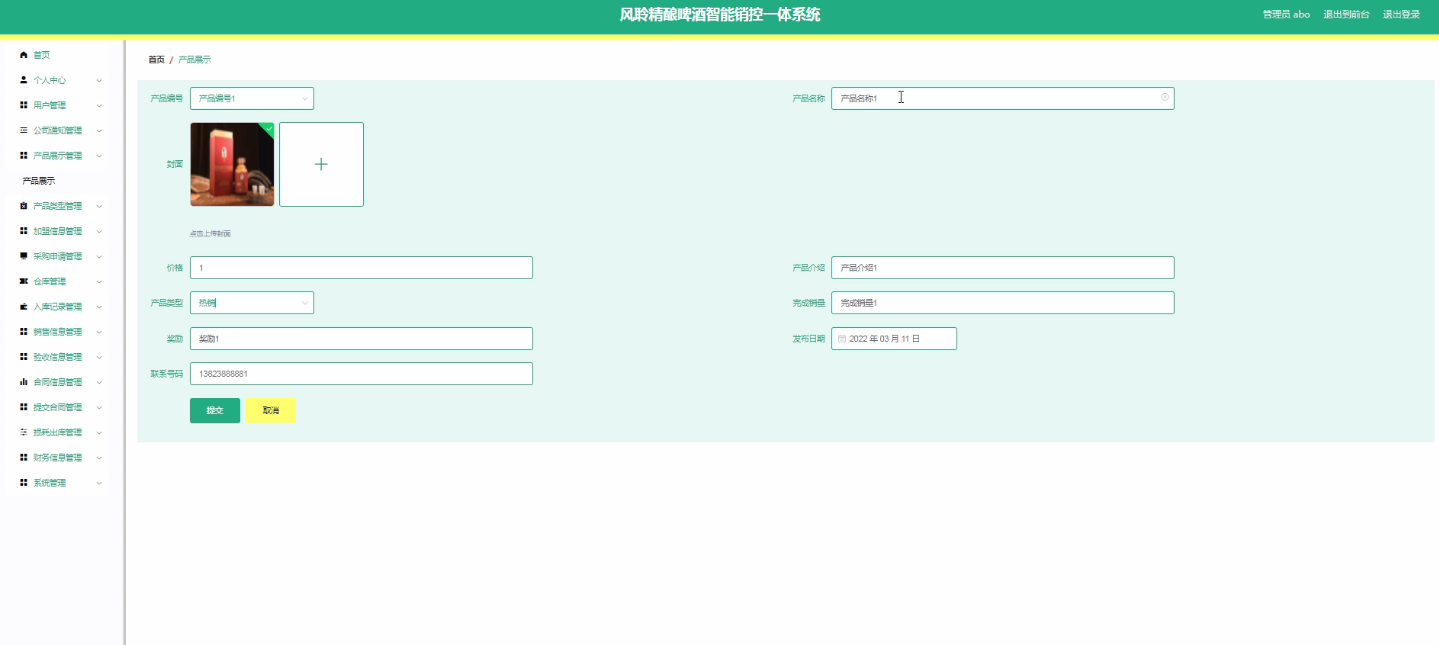 风聆精酿啤酒智能销控一体系统
管理员 abo 退出到前台 退出登录
首页
个人中心
用户管理
公司通知管理
产品展示管理
产品展示
产品类型管理
加盟信息管理
采购申请管理
仓库管理
入库记录管理
销售信息管理
验收信息管理
合同信息管理
提交合同管理
损耗出库管理
财务信息管理
系统管理
首页 / 产品展示
产品编号 产品编号1 产品名称 产品名称1
封面
点击上传封面
价格 1 产品介绍 产品介绍1
产品类型 热销 完成销量 完成销量1
奖励 奖励1 发布日期 2022 年 03 月 11 日
联系号码 13823888881
提交 取消